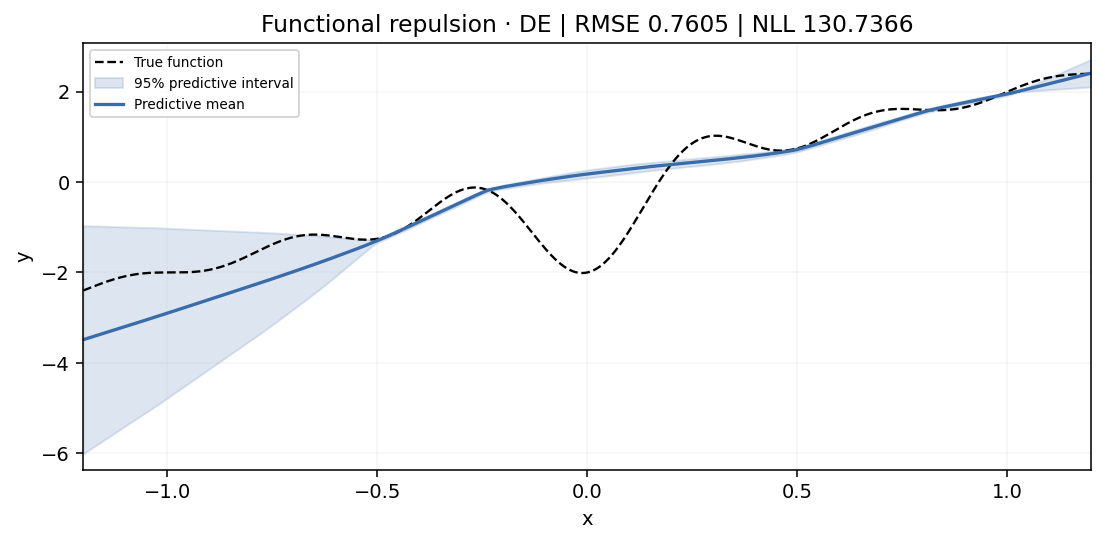 Functional repulsion · DE | RMSE 0.7605 | NLL 130.7366
True function
95% predictive interval
Predictive mean
y
2
0
−2
−4
−6
−1.0 −0.5 0.0 0.5 1.0
x